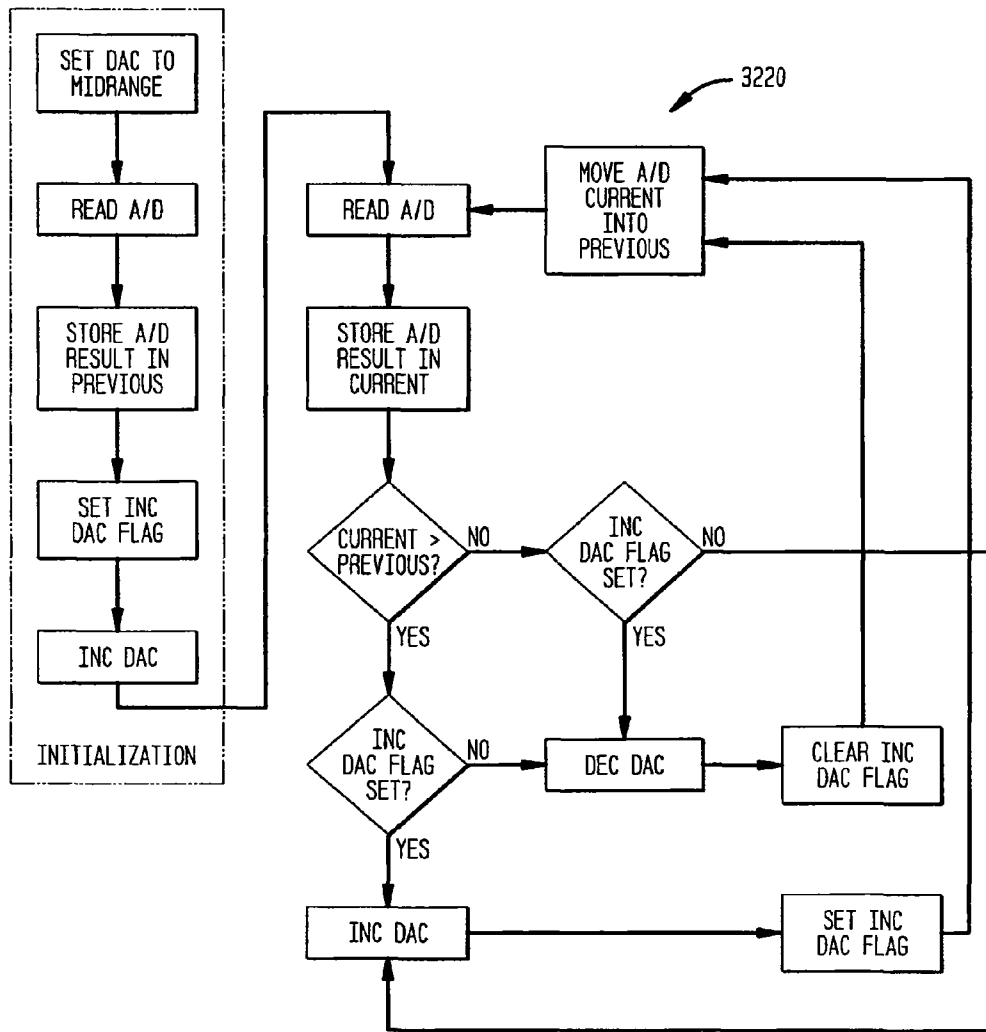 SET DAC TO
MIDRANGE
READ A/D
STORE A/D
RESULT IN
PREVIOUS
SET INC
DAC FLAG
INC DAC
INITIALIZATION
3220
READ A/D
MOVE A/D
CURRENT
INTO
PREVIOUS
STORE A/D
RESULT IN
CURRENT
CURRENT >
PREVIOUS?
NO
YES
INC
DAC FLAG
SET?
NO
YES
INC
DAC FLAG
SET?
NO
YES
DEC DAC
CLEAR INC
DAC FLAG
INC DAC
SET INC
DAC FLAG